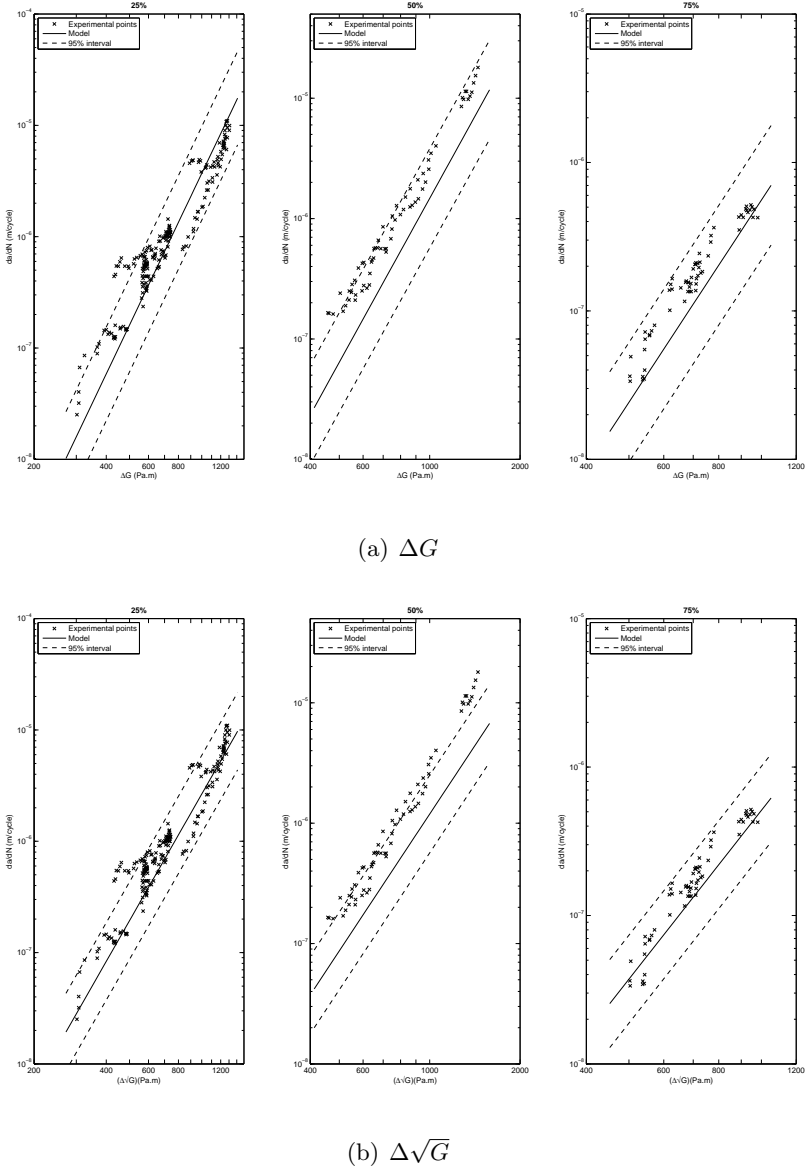 25%
Experimental points
Model
95% interval
10⁻⁴
10⁻⁵
10⁻⁶
10⁻⁷
10⁻⁸
da/dN (m/cycle)
200 400 600 800 1000 1200
ΔG (Pa.m)
50%
Experimental points
Model
95% interval
10⁻⁵
10⁻⁶
10⁻⁷
10⁻⁸
da/dN (m/cycle)
400 600 1000 2000
ΔG (Pa.m)
75%
Experimental points
Model
95% interval
10⁻⁵
10⁻⁶
10⁻⁷
10⁻⁸
da/dN (m/cycle)
400 600 800 1000 1200
ΔG (Pa.m)
(a) ΔG
25%
Experimental points
Model
95% interval
10⁻⁴
10⁻⁵
10⁻⁶
10⁻⁷
10⁻⁸
da/dN (m/cycle)
200 400 600 800 1200
(Δ√G)(Pa.m)
50%
Experimental points
Model
95% interval
10⁻⁵
10⁻⁶
10⁻⁷
10⁻⁸
da/dN (m/cycle)
400 600 1000 2000
(Δ√G)(Pa.m)
75%
Experimental points
Model
95% interval
10⁻⁵
10⁻⁶
10⁻⁷
10⁻⁸
da/dN (m/cycle)
400 600 800 1000 1200
(Δ√G)(Pa.m)
(b) Δ√G